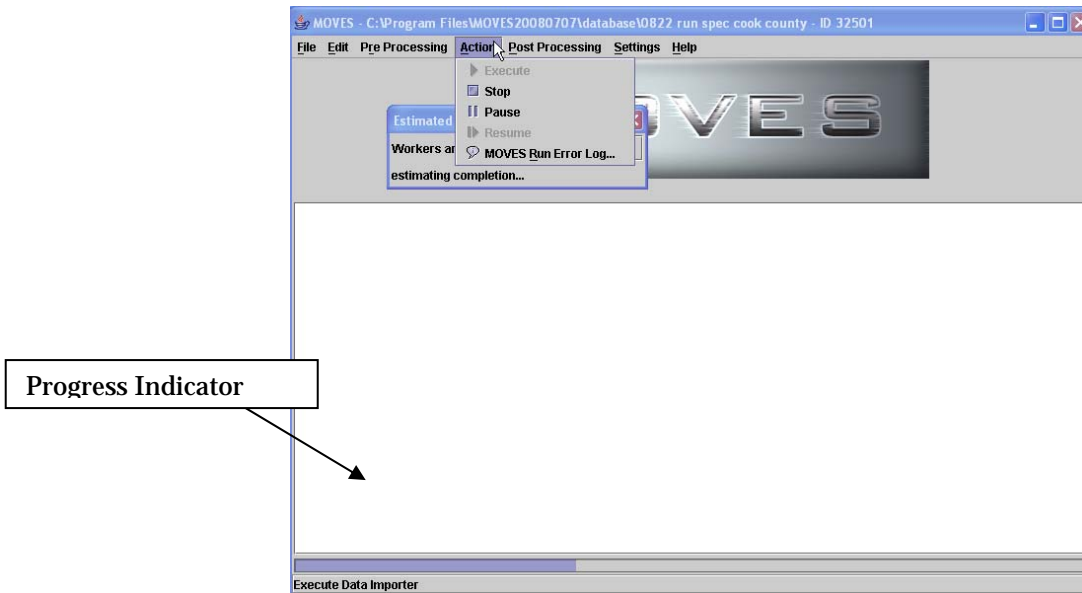 MOVES - C:\Program Files\MOVES20080707\database\0822 run spec cook county - ID 32501
File Edit Pre Processing Action Post Processing Settings Help
Execute
Stop
Pause
Resume
MOVES Run Error Log...
Estimated
Workers
estimating completion...
OVES
Progress Indicator
Execute Data Importer